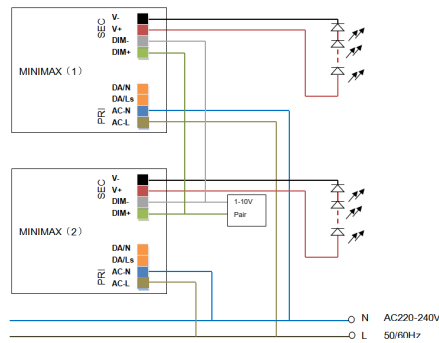 SEC
V-
V+
DIM-
DIM+
MINIMAX（1）
PRI
DA/N
DA/Ls
AC-N
AC-L
SEC
V-
V+
DIM-
DIM+
1-10V
Pair
MINIMAX（2）
PRI
DA/N
DA/Ls
AC-N
AC-L
N AC220-240V
L 50/60Hz